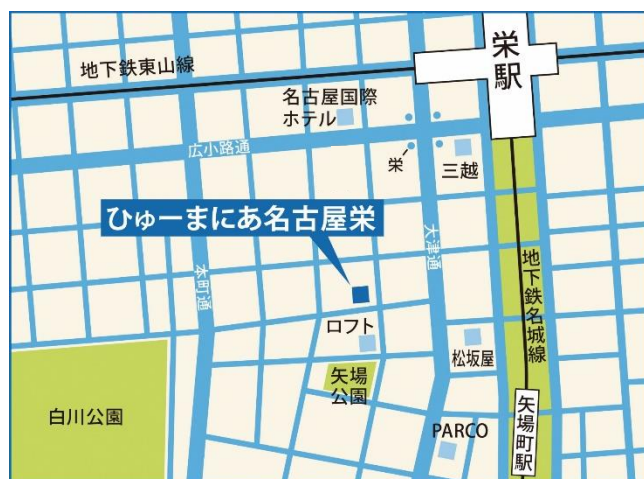 栄駅
地下鉄東山線
名古屋国際
ホテル
広小路通
栄
三越
ひゅーまにあ名古屋栄
大津通
本町通
地下鉄名城線
ロフト
松坂屋
矢場
公園
白川公園
矢場町駅
PARCO